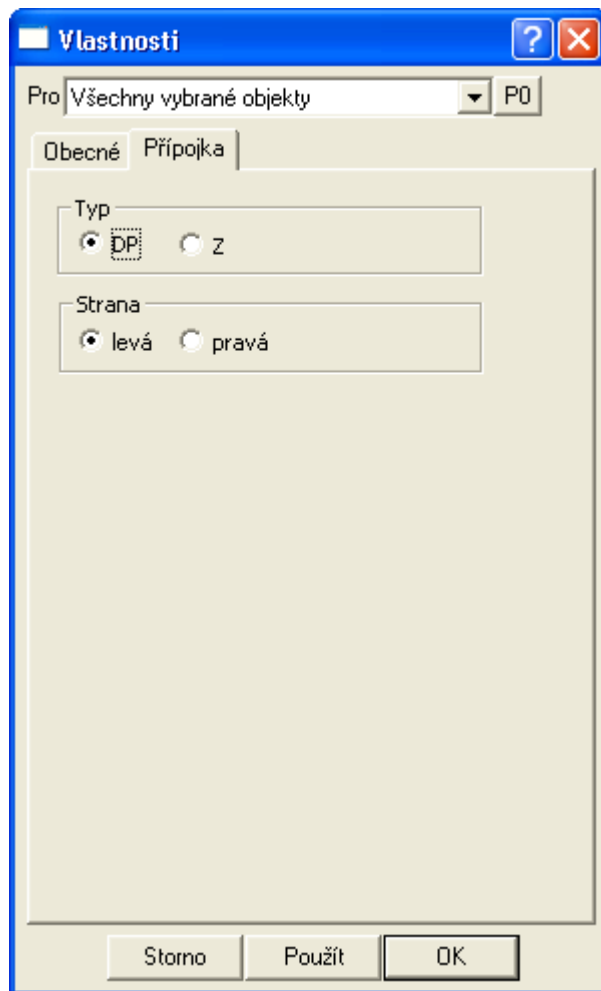 Vlastnosti
Pro Všechny vybrané objekty P0
Obecné Přípojka
Typ
DP Z
Strana
levá pravá
Storno Použít OK